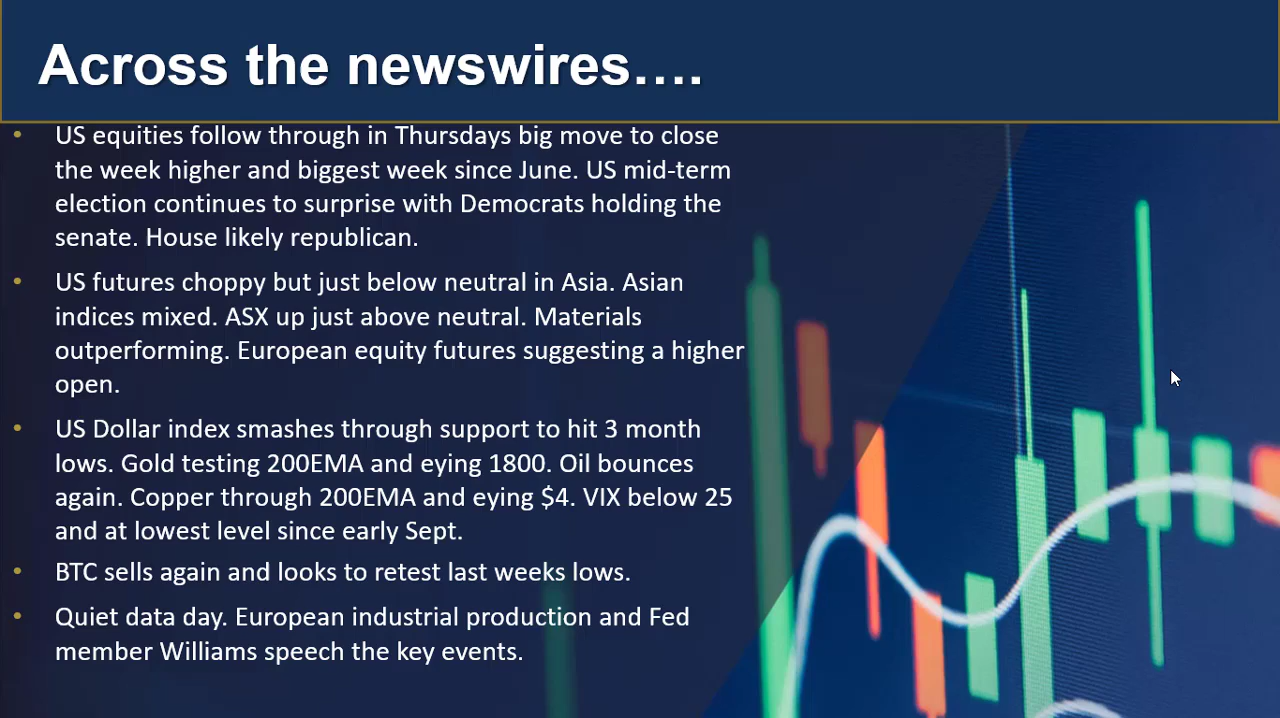 Across the newswires….
• US equities follow through in Thursdays big move to close
the week higher and biggest week since June. US mid-term
election continues to surprise with Democrats holding the
senate. House likely republican.
• US futures choppy but just below neutral in Asia. Asian
indices mixed. ASX up just above neutral. Materials
outperforming. European equity futures suggesting a higher
open.
• US Dollar index smashes through support to hit 3 month
lows. Gold testing 200EMA and eying 1800. Oil bounces
again. Copper through 200EMA and eying $4. VIX below 25
and at lowest level since early Sept.
• BTC sells again and looks to retest last weeks lows.
• Quiet data day. European industrial production and Fed
member Williams speech the key events.